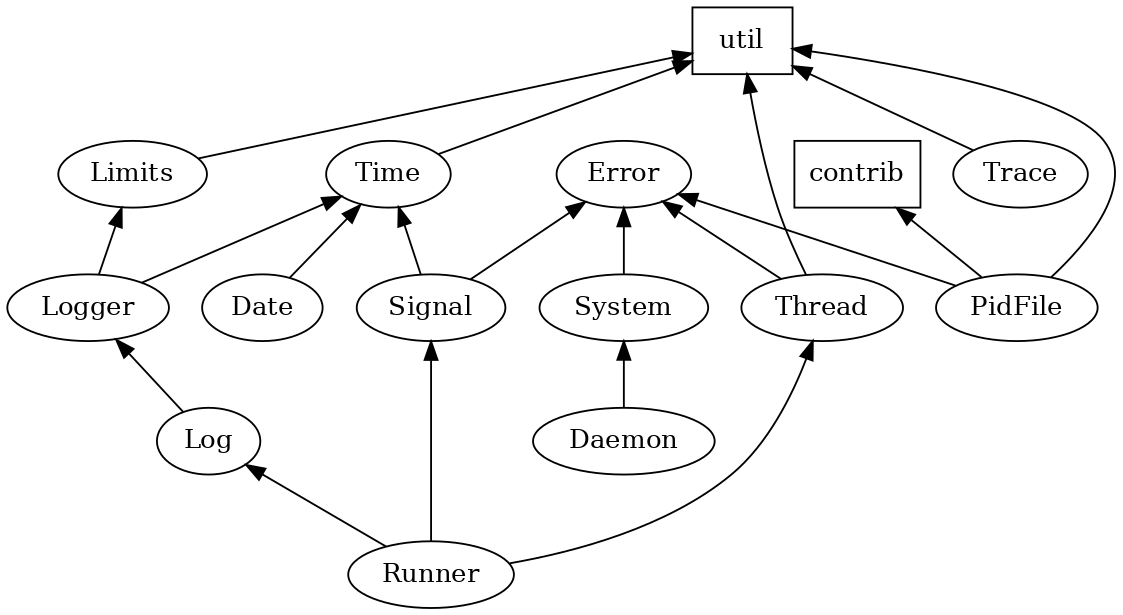 util
Limits
Time
Error
contrib
Trace
Logger
Date
Signal
System
Thread
PidFile
Log
Daemon
Runner